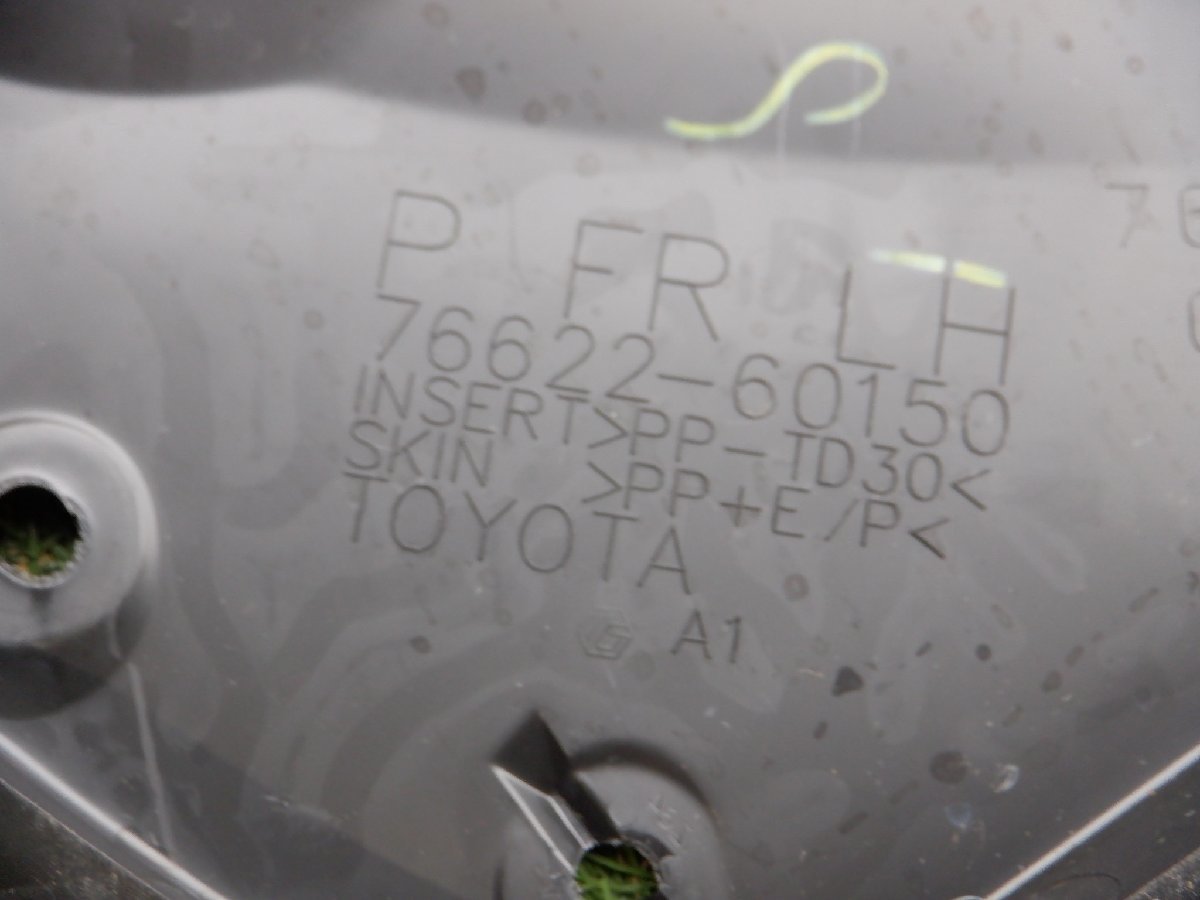 P FR LH
76622-60150
INSERT>PP-TD30<
SKIN >PP+E/P<
TOYOTA
A1